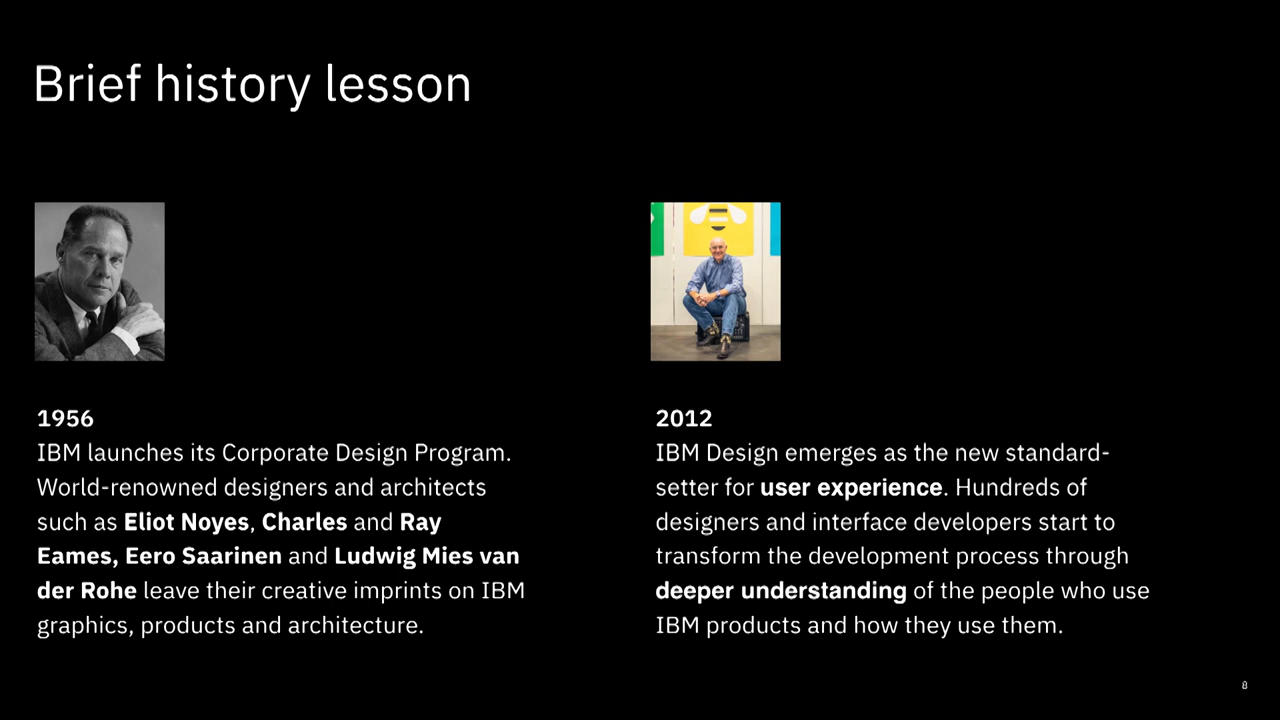 Brief history lesson
1956
IBM launches its Corporate Design Program.
World-renowned designers and architects
such as Eliot Noyes, Charles and Ray
Eames, Eero Saarinen and Ludwig Mies van
der Rohe leave their creative imprints on IBM
graphics, products and architecture.
2012
IBM Design emerges as the new standard-
setter for user experience. Hundreds of
designers and interface developers start to
transform the development process through
deeper understanding of the people who use
IBM products and how they use them.
8